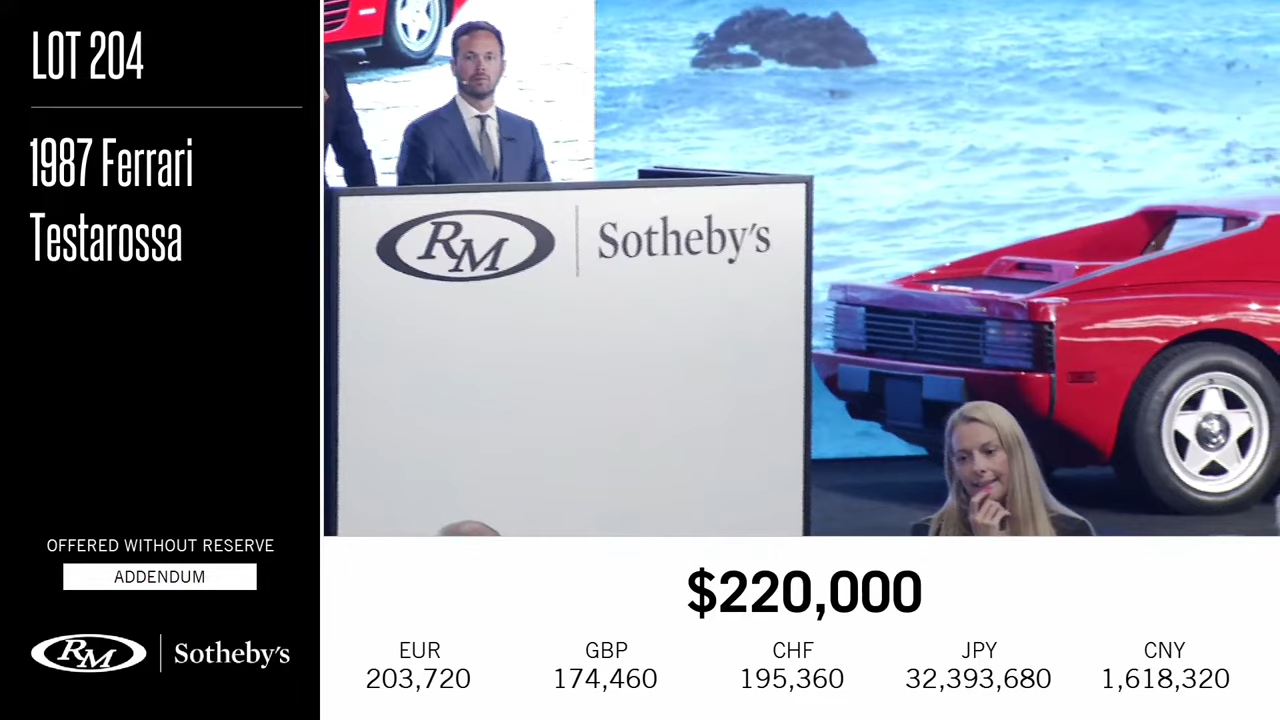 LOT 204
1987 Ferrari
Testarossa
OFFERED WITHOUT RESERVE
ADDENDUM
RM | Sotheby's
RM | Sotheby's
$220,000
EUR GBP CHF JPY CNY
203,720 174,460 195,360 32,393,680 1,618,320